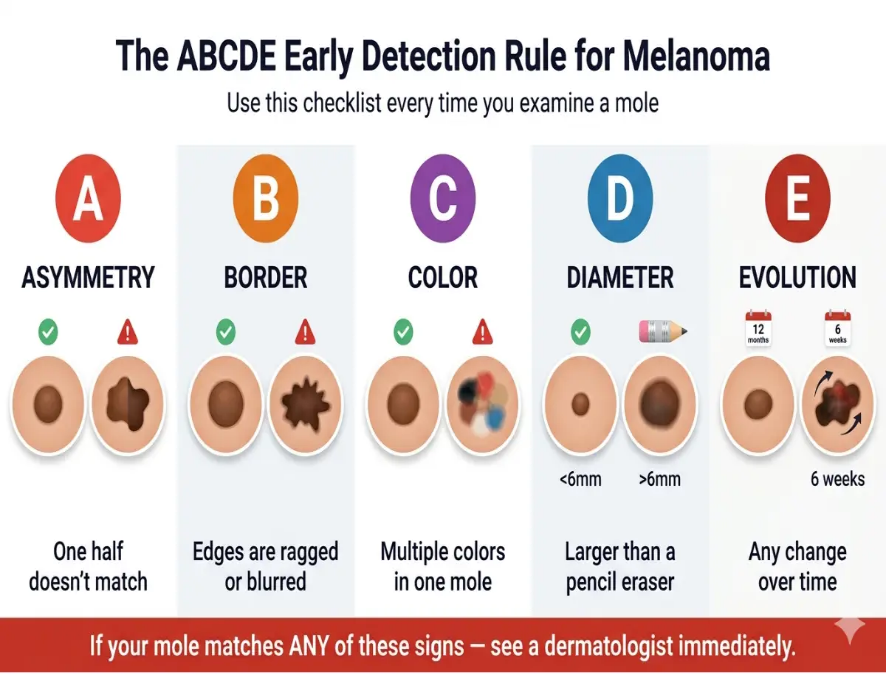 The ABCDE Early Detection Rule for Melanoma
Use this checklist every time you examine a mole
A
B
C
D
E
ASYMMETRY
BORDER
COLOR
DIAMETER
EVOLUTION
12
months
6
weeks
<6mm
>6mm
6 weeks
One half
doesn't match
Edges are ragged
or blurred
Multiple colors
in one mole
Larger than a
pencil eraser
Any change
over time
If your mole matches ANY of these signs — see a dermatologist immediately.